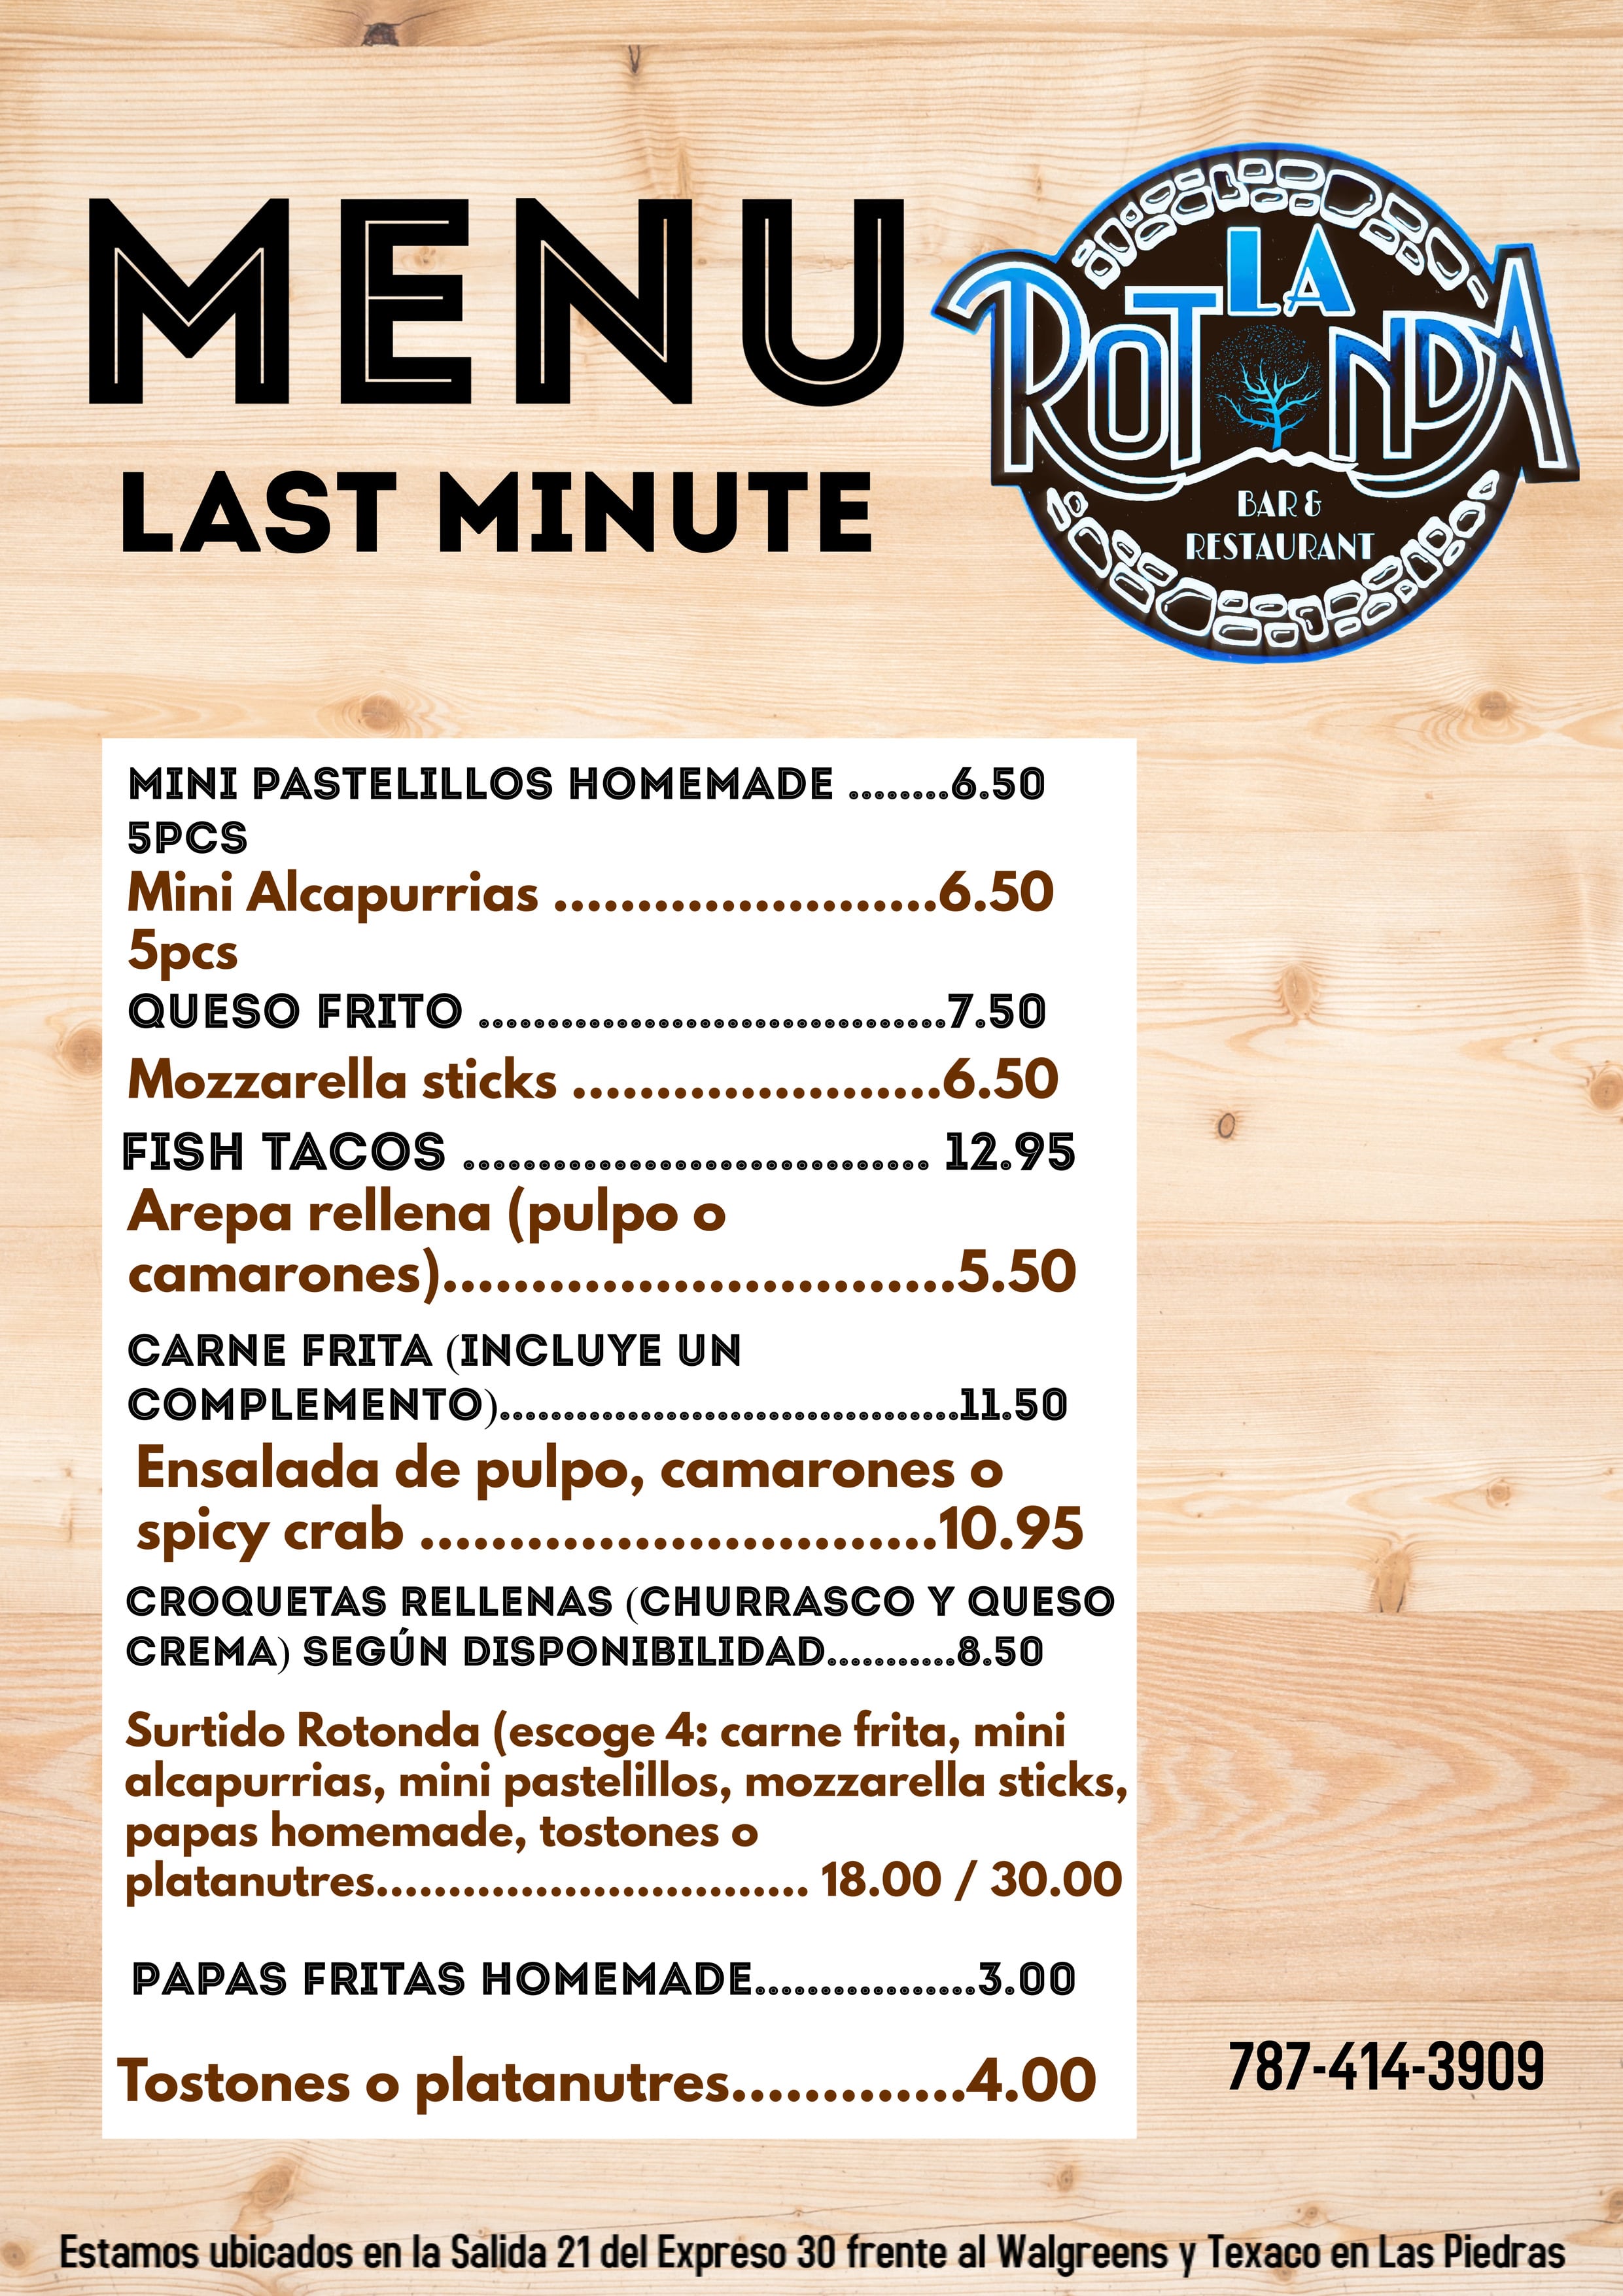 MENU
LAST MINUTE
LA
ROTONDA
BAR &
RESTAURANT
MINI PASTELILLOS HOMEMADE ........6.50
5PCS
Mini Alcapurrias .......................6.50
5pcs
QUESO FRITO ..................................7.50
Mozzarella sticks ......................6.50
FISH TACOS ............................... 12.95
Arepa rellena (pulpo o
camarones).............................5.50
CARNE FRITA (INCLUYE UN
COMPLEMENTO)...................................11.50
Ensalada de pulpo, camarones o
spicy crab .............................10.95
CROQUETAS RELLENAS (CHURRASCO Y QUESO
CREMA) SEGÚN DISPONIBILIDAD...........8.50
Surtido Rotonda (escoge 4: carne frita, mini
alcapurrias, mini pastelillos, mozzarella sticks,
papas homemade, tostones o
platanutres.............................. 18.00 / 30.00
PAPAS FRITAS HOMEMADE.................3.00
Tostones o platanutres.............4.00
787-414-3909
Estamos ubicados en la Salida 21 del Expreso 30 frente al Walgreens y Texaco en Las Piedras